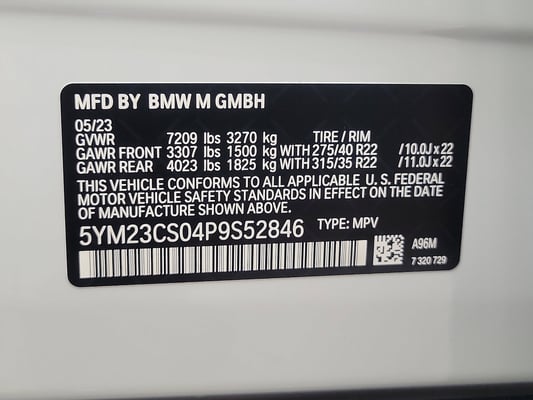 MFD BY BMW M GMBH
05/23
GVWR 7209 lbs 3270 kg TIRE / RIM
GAWR FRONT 3307 lbs 1500 kg WITH 275/40 R22 /10.0J x 22
GAWR REAR 4023 lbs 1825 kg WITH 315/35 R22 /11.0J x 22
THIS VEHICLE CONFORMS TO ALL APPLICABLE U. S. FEDERAL
MOTOR VEHICLE SAFETY STANDARDS IN EFFECT ON THE DATE
OF MANUFACTURE SHOWN ABOVE.
5YM23CS04P9S52846 TYPE: MPV
A96M
7 320 729